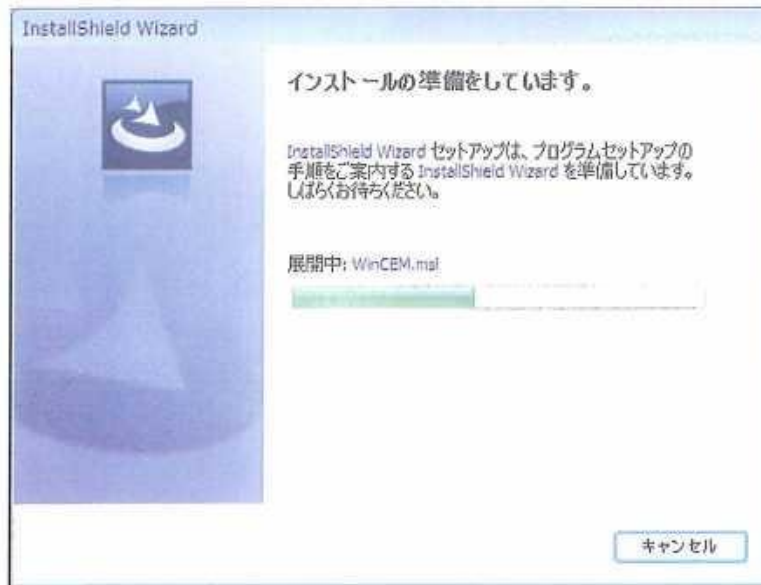 InstallShield Wizard
インストールの準備をしています。
InstallShield Wizard セットアップは、プログラムセットアップの
手順をご案内する InstallShield Wizard を準備しています。
しばらくお待ちください。
展開中: WinCEM.msi
キャンセル